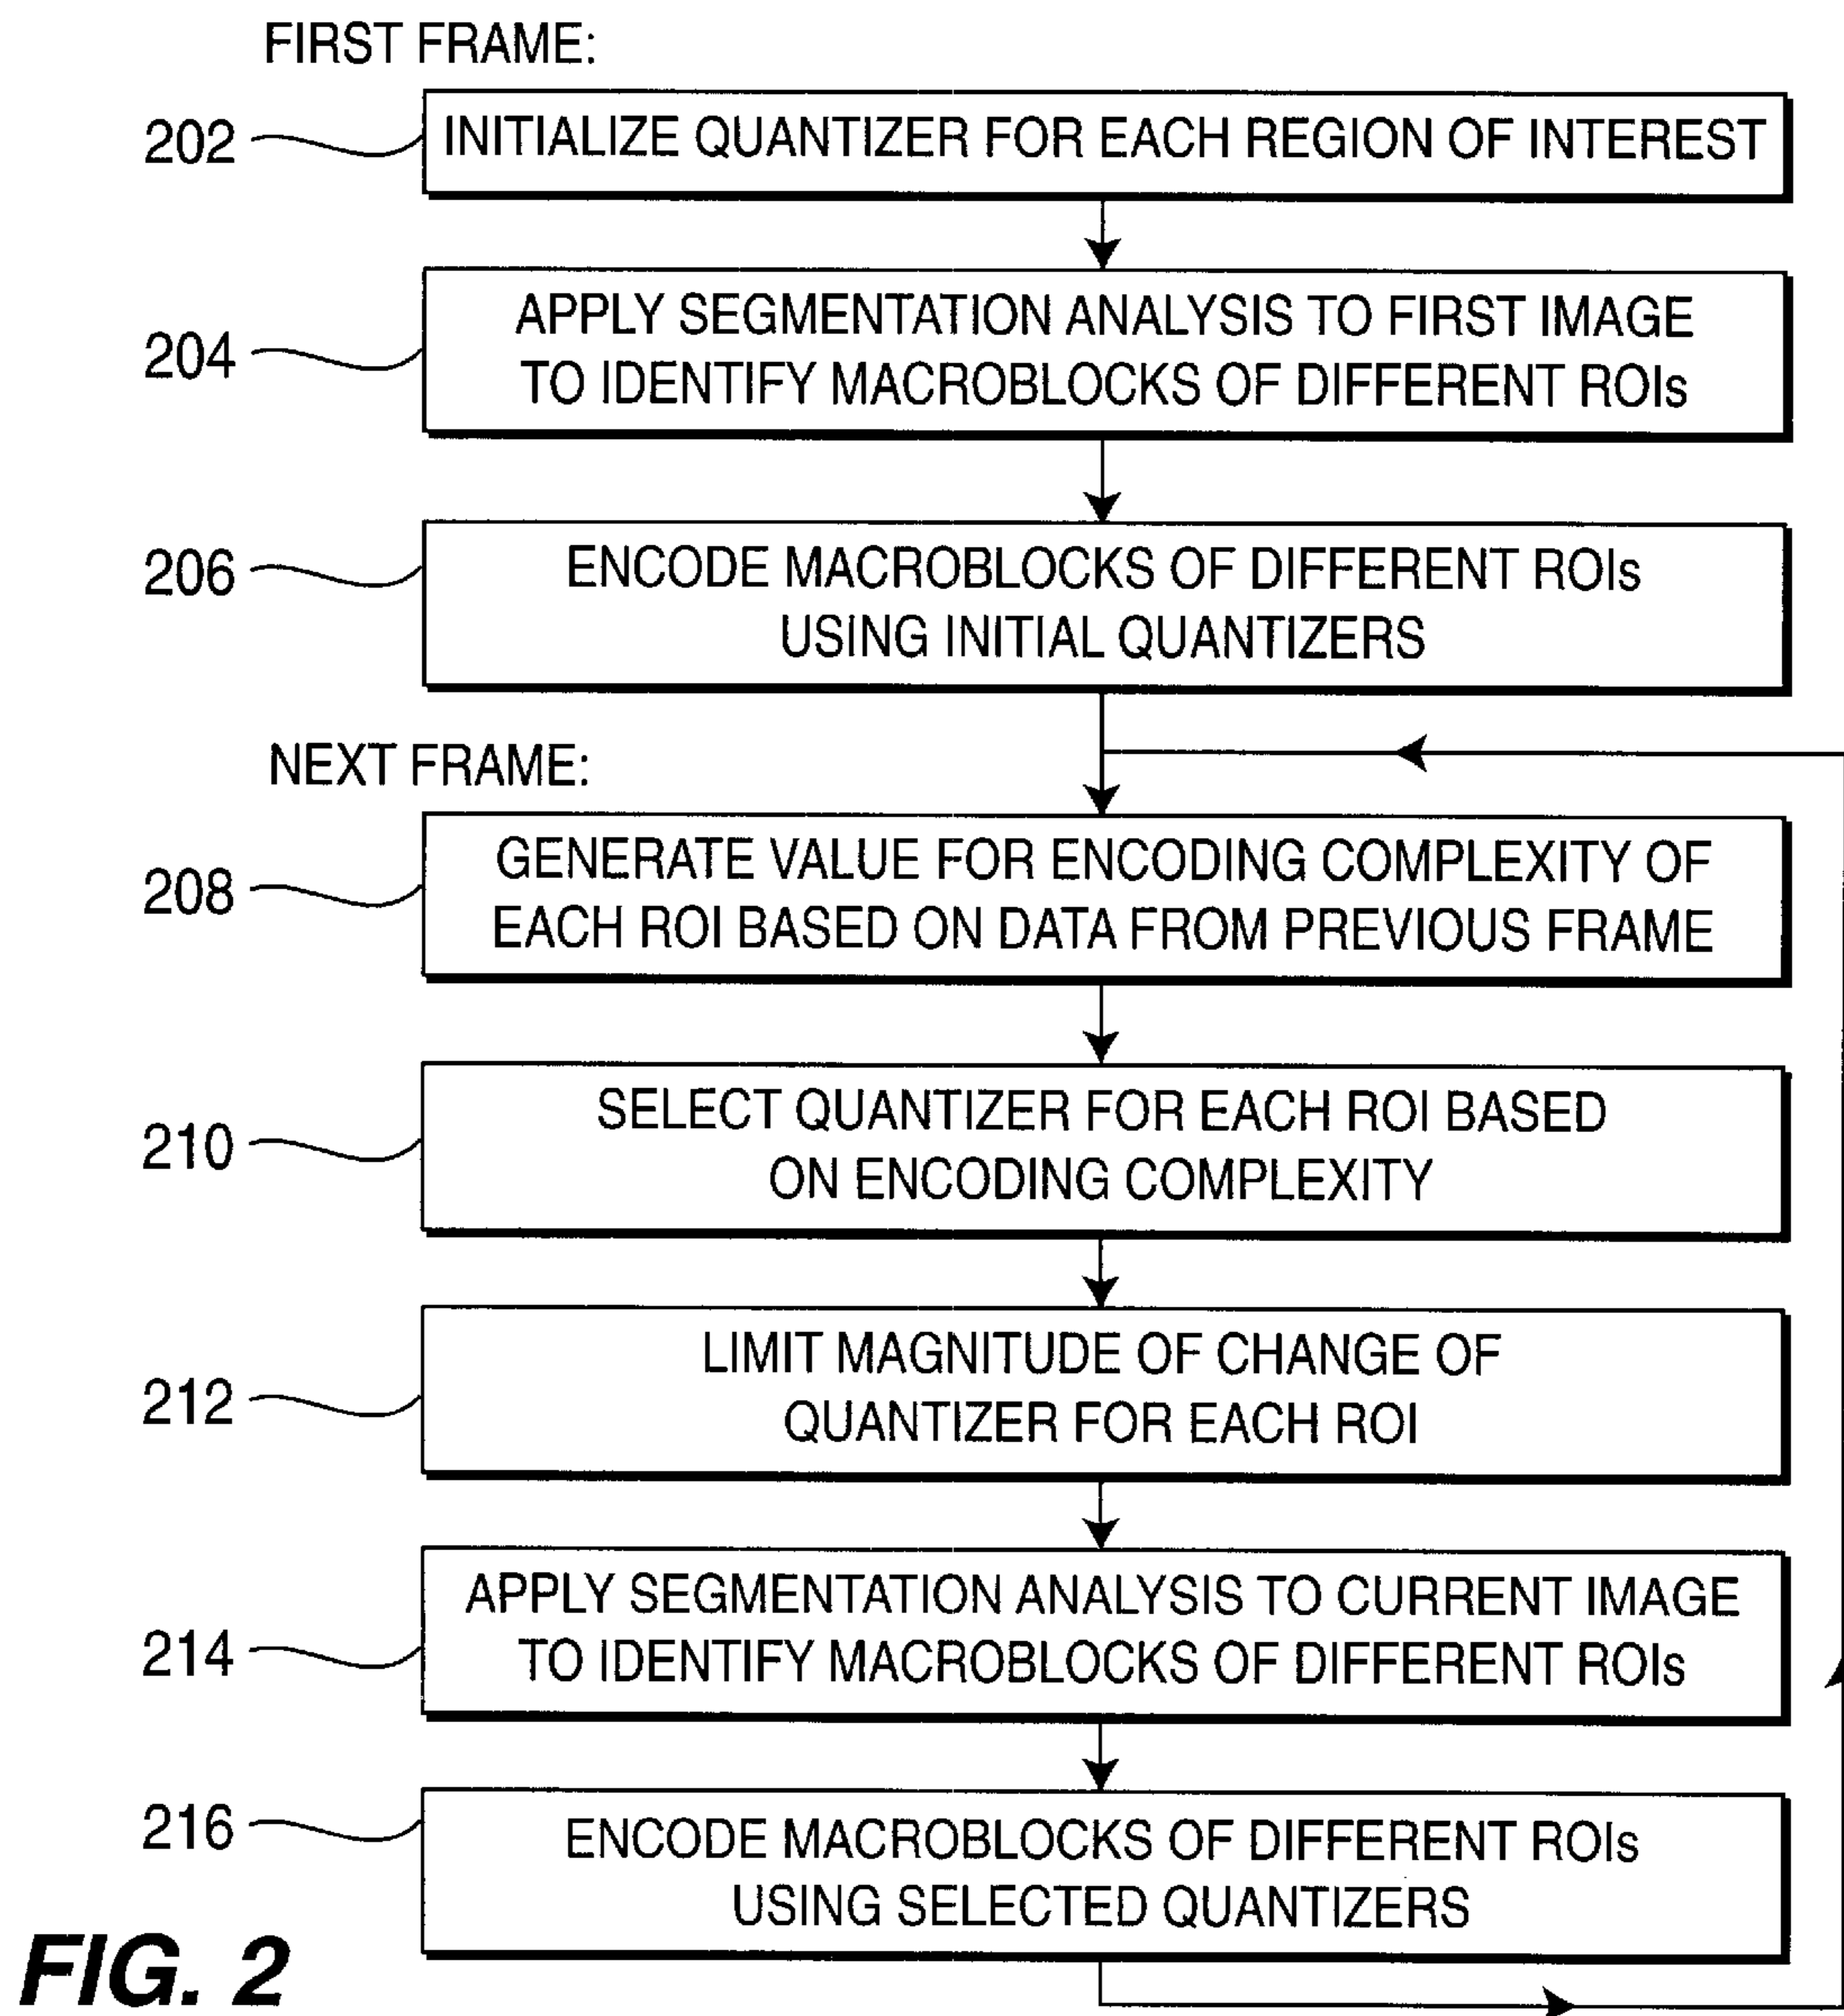 FIRST FRAME:
202
INITIALIZE QUANTIZER FOR EACH REGION OF INTEREST
204
APPLY SEGMENTATION ANALYSIS TO FIRST IMAGE
TO IDENTIFY MACROBLOCKS OF DIFFERENT ROIs
206
ENCODE MACROBLOCKS OF DIFFERENT ROIs
USING INITIAL QUANTIZERS
NEXT FRAME:
208
GENERATE VALUE FOR ENCODING COMPLEXITY OF
EACH ROI BASED ON DATA FROM PREVIOUS FRAME
210
SELECT QUANTIZER FOR EACH ROI BASED
ON ENCODING COMPLEXITY
212
LIMIT MAGNITUDE OF CHANGE OF
QUANTIZER FOR EACH ROI
214
APPLY SEGMENTATION ANALYSIS TO CURRENT IMAGE
TO IDENTIFY MACROBLOCKS OF DIFFERENT ROIs
216
ENCODE MACROBLOCKS OF DIFFERENT ROIs
USING SELECTED QUANTIZERS
FIG. 2